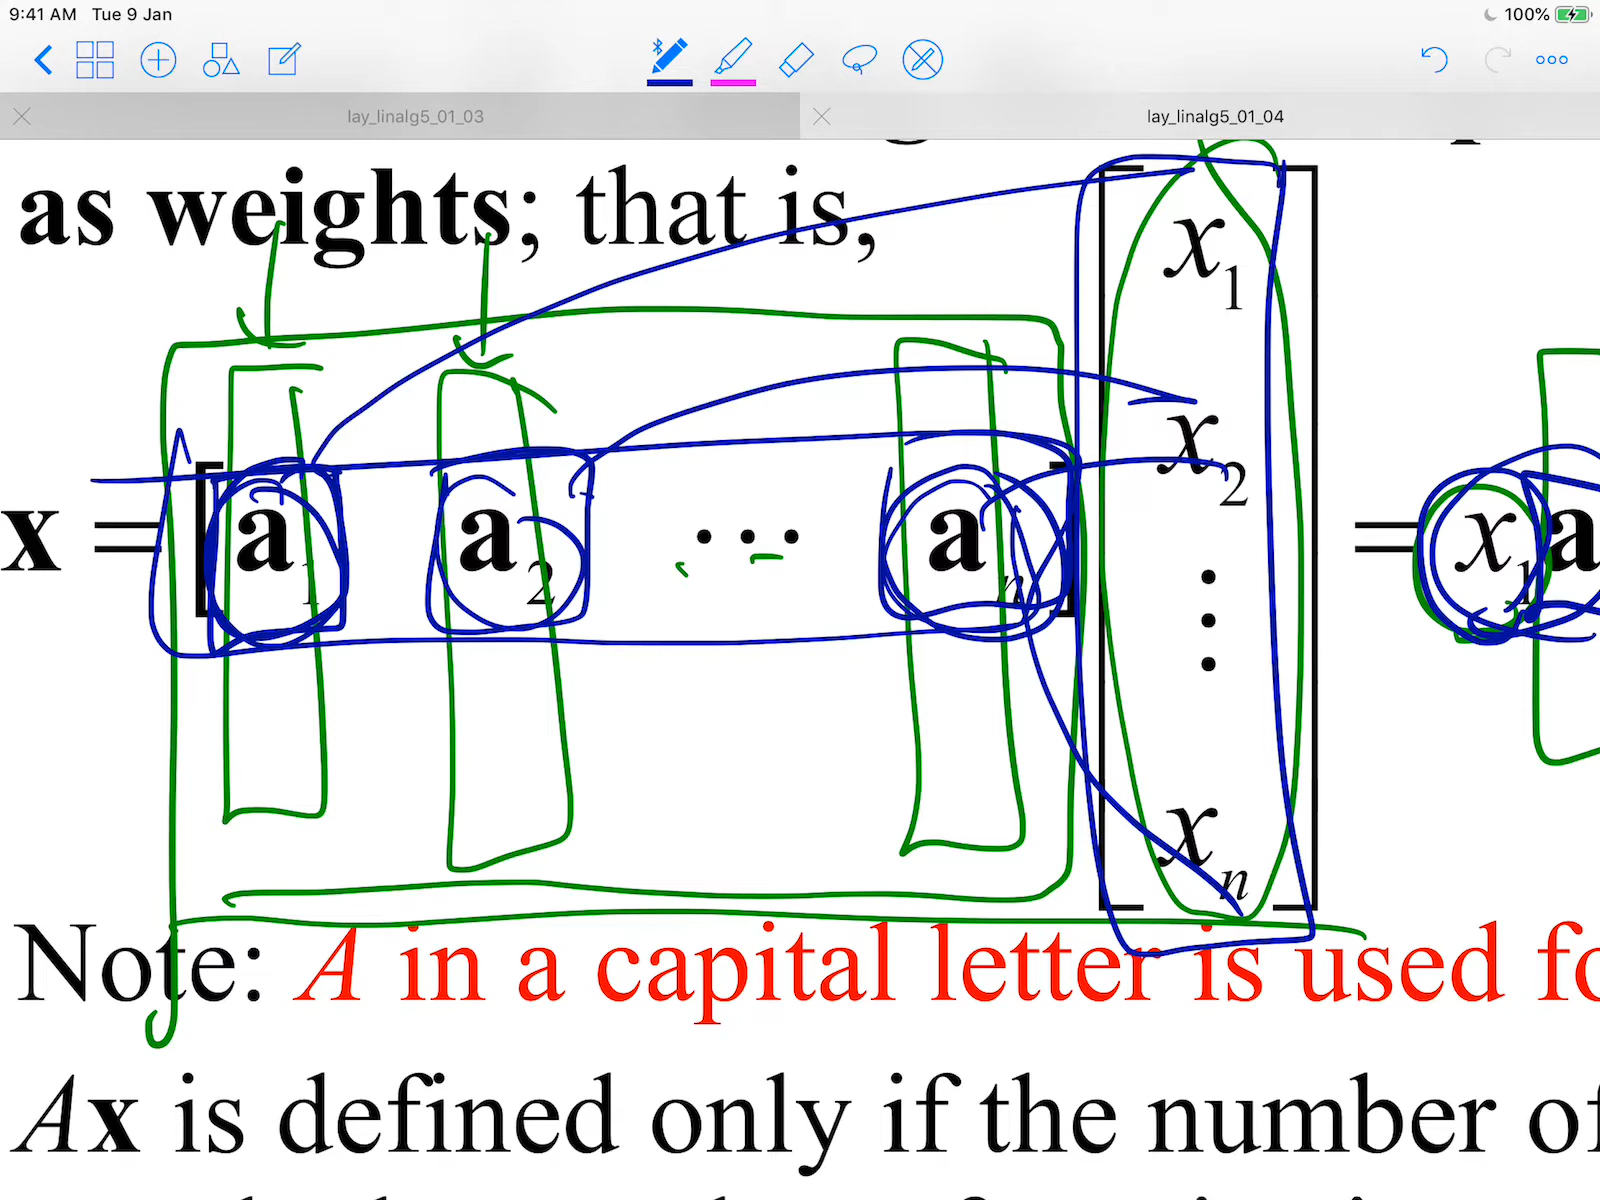 9:41 AM Tue 9 Jan 100%
lay_linalg5_01_03 lay_linalg5_01_04
as weights; that is,
x = [a1 a2 ... an] [x1 x2 ⋮ xn] = x1 a
Note: A in a capital letter is used fo
Ax is defined only if the number of